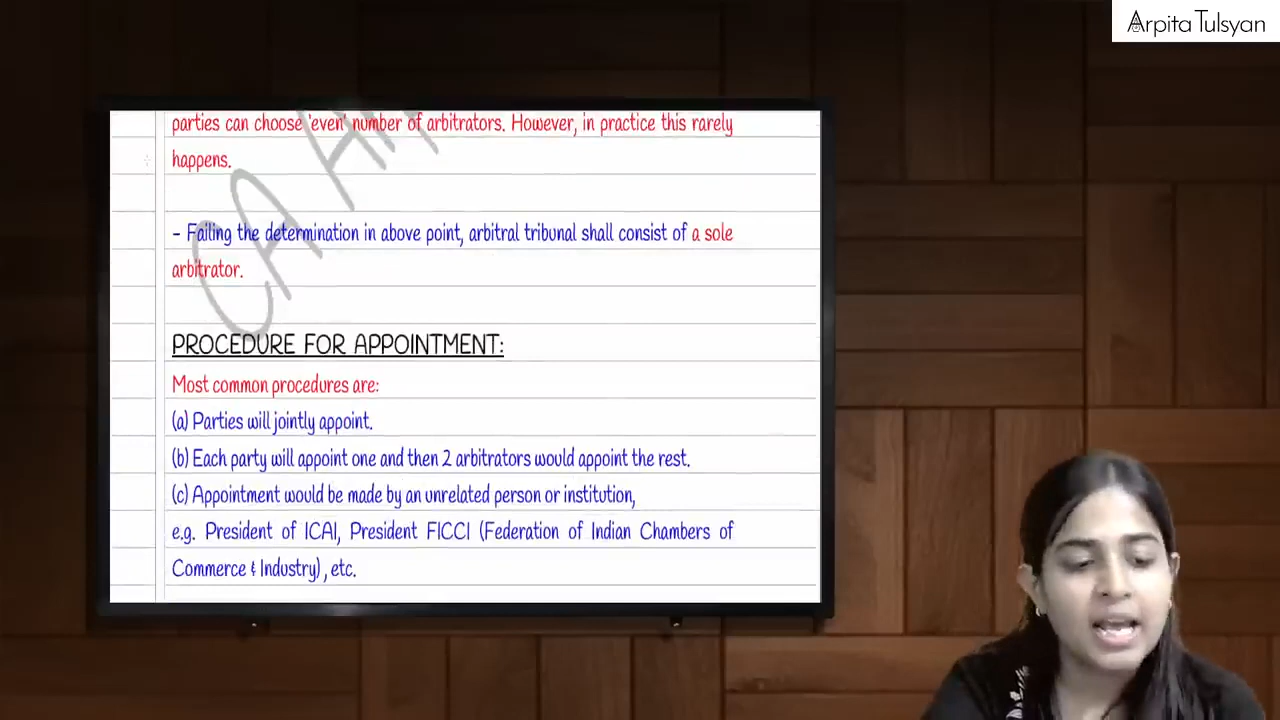 Arpita Tulsyan
parties can choose 'even' number of arbitrators. However, in practice this rarely
happens.
- Failing the determination in above point, arbitral tribunal shall consist of a sole
arbitrator.
PROCEDURE FOR APPOINTMENT:
Most common procedures are:
(a) Parties will jointly appoint.
(b) Each party will appoint one and then 2 arbitrators would appoint the rest.
(c) Appointment would be made by an unrelated person or institution,
e.g. President of ICAI, President FICCI (Federation of Indian Chambers of
Commerce & Industry), etc.
CA